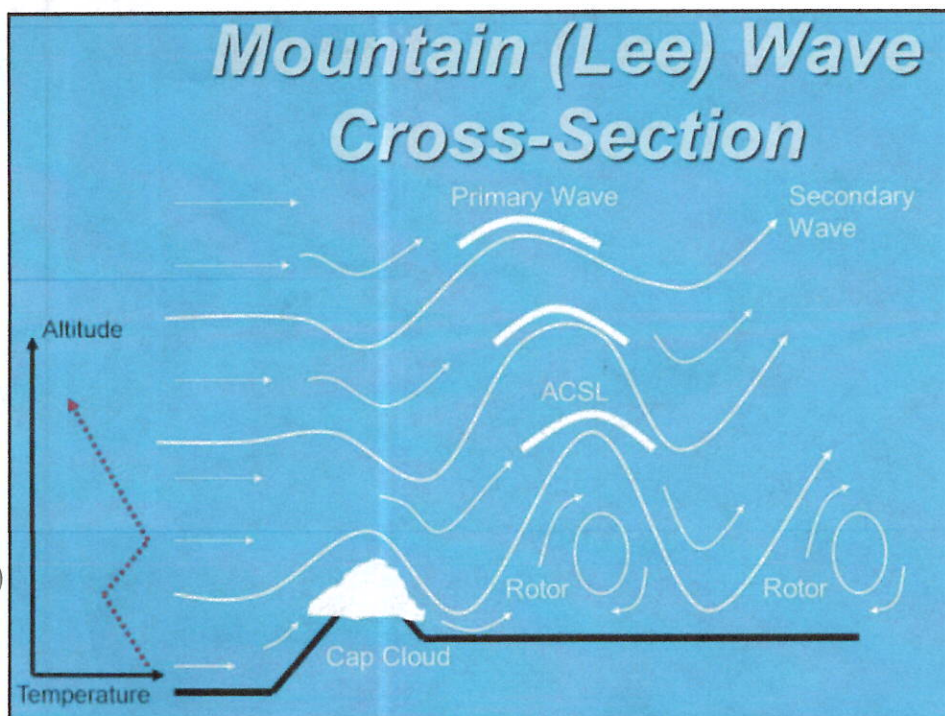 Mountain (Lee) Wave
Cross-Section
Primary Wave
Secondary
Wave
Altitude
ACSL
Rotor
Rotor
Cap Cloud
Temperature